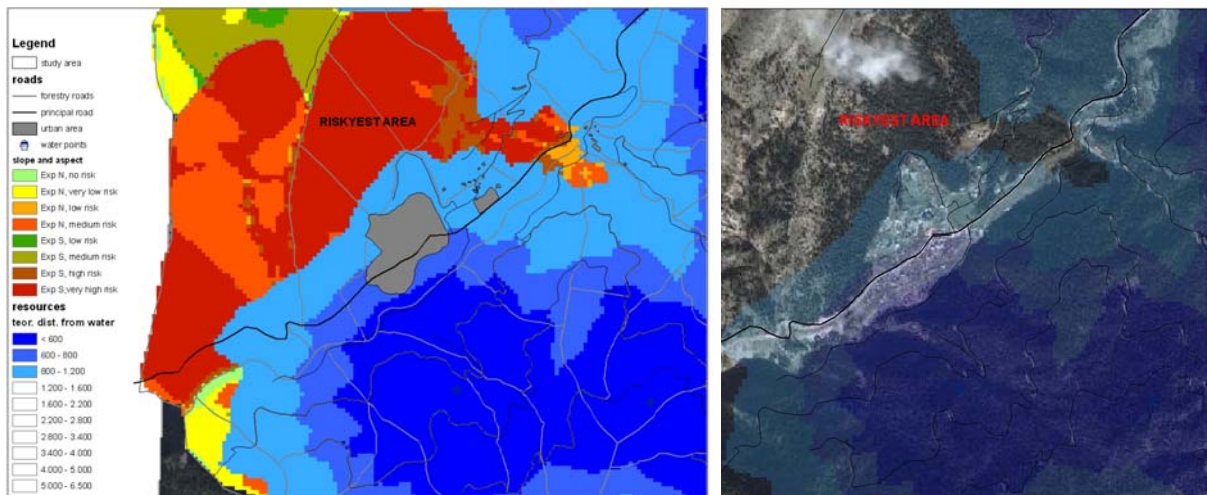 Legend
study area
roads
forestry roads
principal road
urban area
water points
slope and aspect
Exp N, no risk
Exp N, very low risk
Exp N, low risk
Exp N, medium risk
Exp S, low risk
Exp S, medium risk
Exp S, high risk
Exp S,very high risk
resources
teor. dist. from water
< 600
600 - 800
800 - 1.200
1.200 - 1.600
1.600 - 2.200
2.200 - 2.800
2.800 - 3.400
3.400 - 4.000
4.000 - 5.000
5.000 - 6.500
RISKYEST AREA
RISKYEST AREA